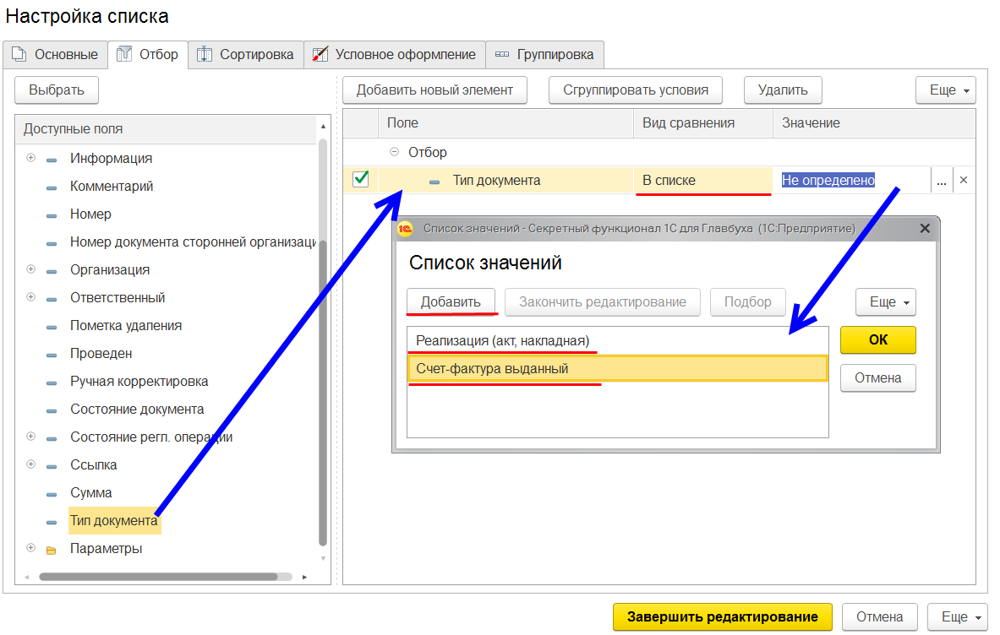 Настройка списка
Основные Отбор Сортировка Условное оформление Группировка
Выбрать Добавить новый элемент Сгруппировать условия Удалить Еще
Доступные поля
Информация
Комментарий
Номер
Номер документа сторонней организаци
Организация
Ответственный
Пометка удаления
Проведен
Ручная корректировка
Состояние документа
Состояние регл. операции
Ссылка
Сумма
Тип документа
Параметры
Поле Вид сравнения Значение
Отбор
Тип документа В списке Не определено ... ×
1С Список значений - Секретный функционал 1С для Главбуха (1С:Предприятие)
Список значений
Добавить Закончить редактирование Подбор Еще
Реализация (акт, накладная)
Счет-фактура выданный
ОК
Отмена
Завершить редактирование Отмена Еще